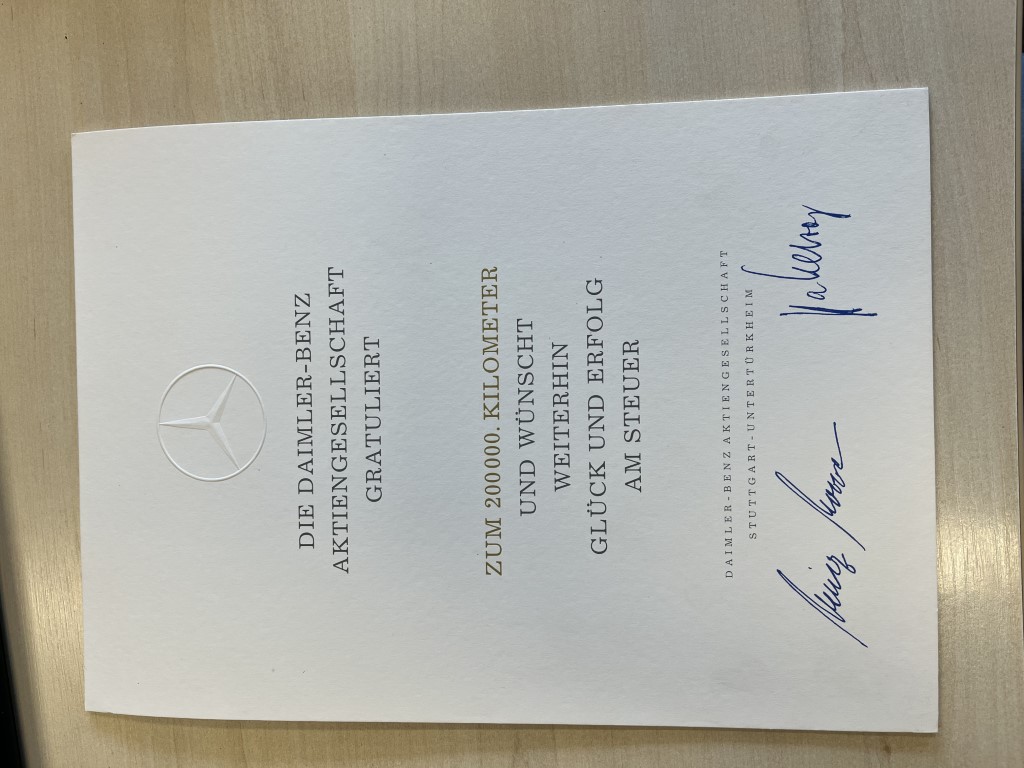 DIE DAIMLER-BENZ
AKTIENGESELLSCHAFT
GRATULIERT
ZUM 200000. KILOMETER
UND WÜNSCHT
WEITERHIN
GLÜCK UND ERFOLG
AM STEUER
DAIMLER-BENZ AKTIENGESELLSCHAFT
STUTTGART-UNTERTÜRKHEIM